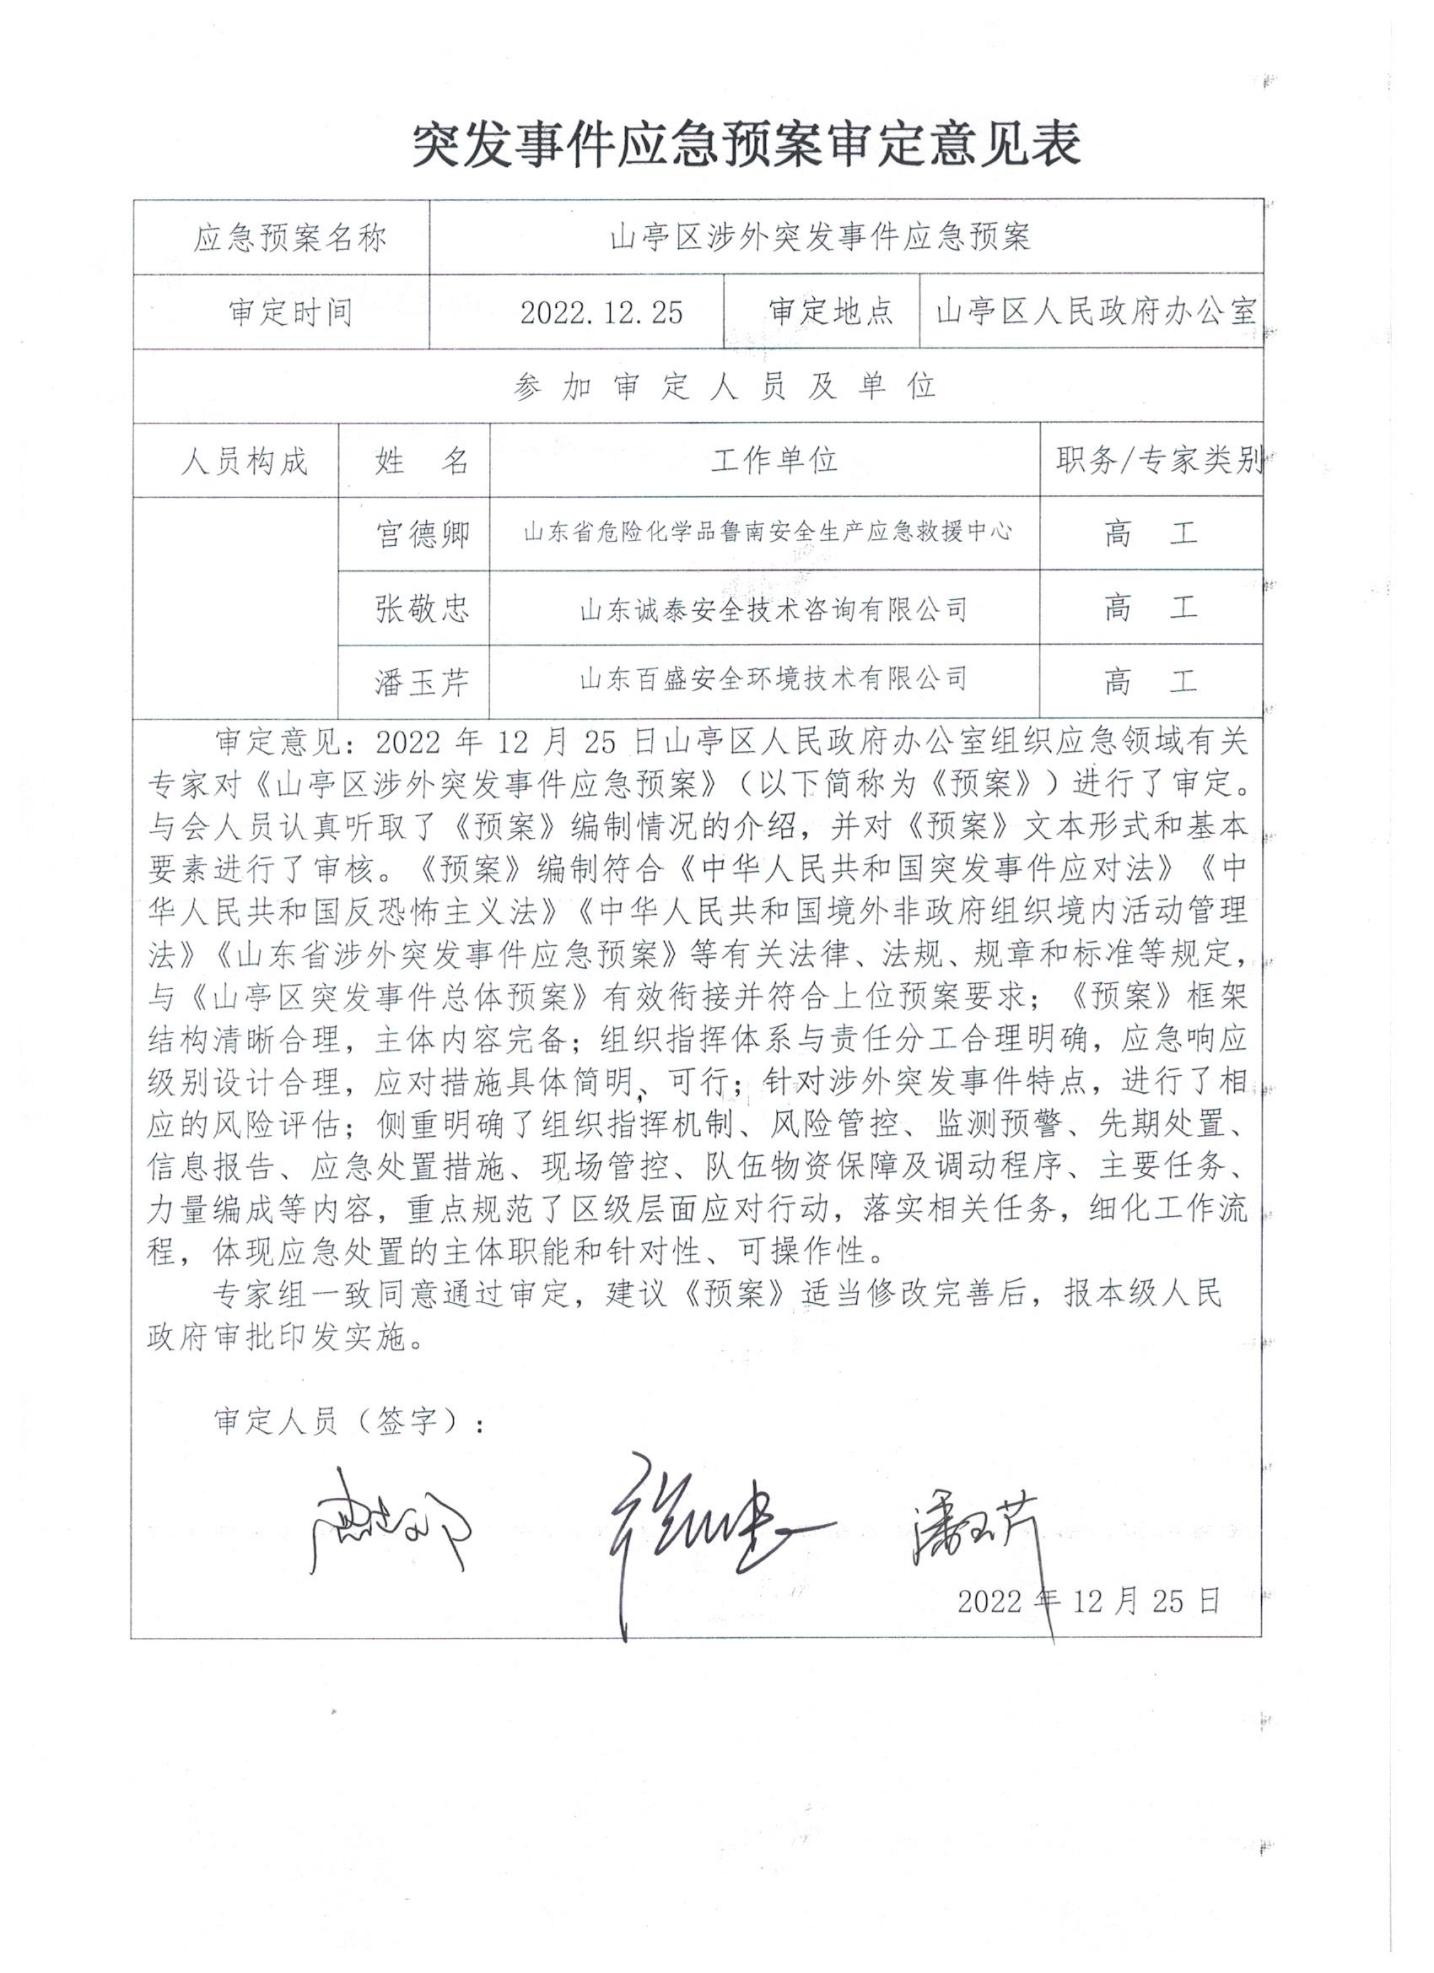 突发事件应急预案审定意见表
应急预案名称 山亭区涉外突发事件应急预案
审定时间 2022.12.25 审定地点 山亭区人民政府办公室
参加审定人员及单位
人员构成 姓 名 工作单位 职务/专家类别
宫德卿 山东省危险化学品鲁南安全生产应急救援中心 高 工
张敬忠 山东诚泰安全技术咨询有限公司 高 工
潘玉芹 山东百盛安全环境技术有限公司 高 工
审定意见：2022 年 12 月 25 日山亭区人民政府办公室组织应急领域有关
专家对《山亭区涉外突发事件应急预案》（以下简称为《预案》）进行了审定。
与会人员认真听取了《预案》编制情况的介绍，并对《预案》文本形式和基本
要素进行了审核。《预案》编制符合《中华人民共和国突发事件应对法》《中
华人民共和国反恐怖主义法》《中华人民共和国境外非政府组织境内活动管理
法》《山东省涉外突发事件应急预案》等有关法律、法规、规章和标准等规定，
与《山亭区突发事件总体预案》有效衔接并符合上位预案要求；《预案》框架
结构清晰合理，主体内容完备；组织指挥体系与责任分工合理明确，应急响应
级别设计合理，应对措施具体简明、可行；针对涉外突发事件特点，进行了相
应的风险评估；侧重明确了组织指挥机制、风险管控、监测预警、先期处置、
信息报告、应急处置措施、现场管控、队伍物资保障及调动程序、主要任务、
力量编成等内容，重点规范了区级层面应对行动，落实相关任务，细化工作流
程，体现应急处置的主体职能和针对性、可操作性。
专家组一致同意通过审定，建议《预案》适当修改完善后，报本级人民
政府审批印发实施。
审定人员（签字）：
潘玉芹
2022 年 12 月 25 日